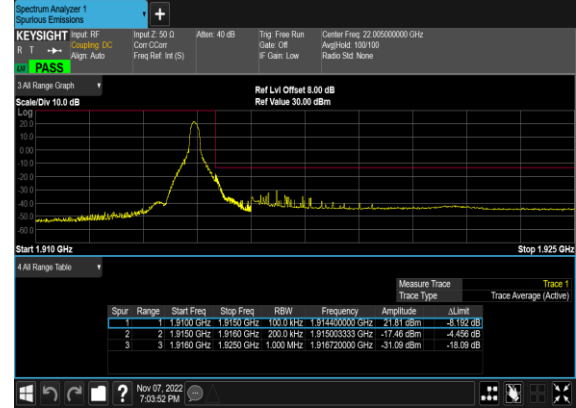 Spectrum Analyzer 1
Spurious Emissions
+
KEYSIGHT Input: RF Input Z: 50 Ω Atten: 40 dB Trig: Free Run Center Freq: 22.005000000 GHz
R T Coupling: DC Corr CCorr Gate: Off Avg|Hold: 100/100
Align: Auto Freq Ref: Int (S) IF Gain: Low Radio Std: None
LXI PASS
3 All Range Graph
Ref Lvl Offset 8.00 dB
Scale/Div 10.0 dB Ref Value 30.00 dBm
Log
20.0
10.0
0.00
-10.0
-20.0
-30.0
-40.0
-50.0
-60.0
Start 1.910 GHz Stop 1.925 GHz
4 All Range Table
Measure Trace Trace 1
Trace Type Trace Average (Active)
Spur Range Start Freq Stop Freq RBW Frequency Amplitude ΔLimit
1 1 1.9100 GHz 1.9150 GHz 100.0 kHz 1.914400000 GHz 21.81 dBm -8.192 dB
2 2 1.9150 GHz 1.9160 GHz 200.0 kHz 1.915003333 GHz -17.46 dBm -4.456 dB
3 3 1.9160 GHz 1.9250 GHz 1.000 MHz 1.916720000 GHz -31.09 dBm -18.09 dB
? Nov 07, 2022
7:03:52 PM